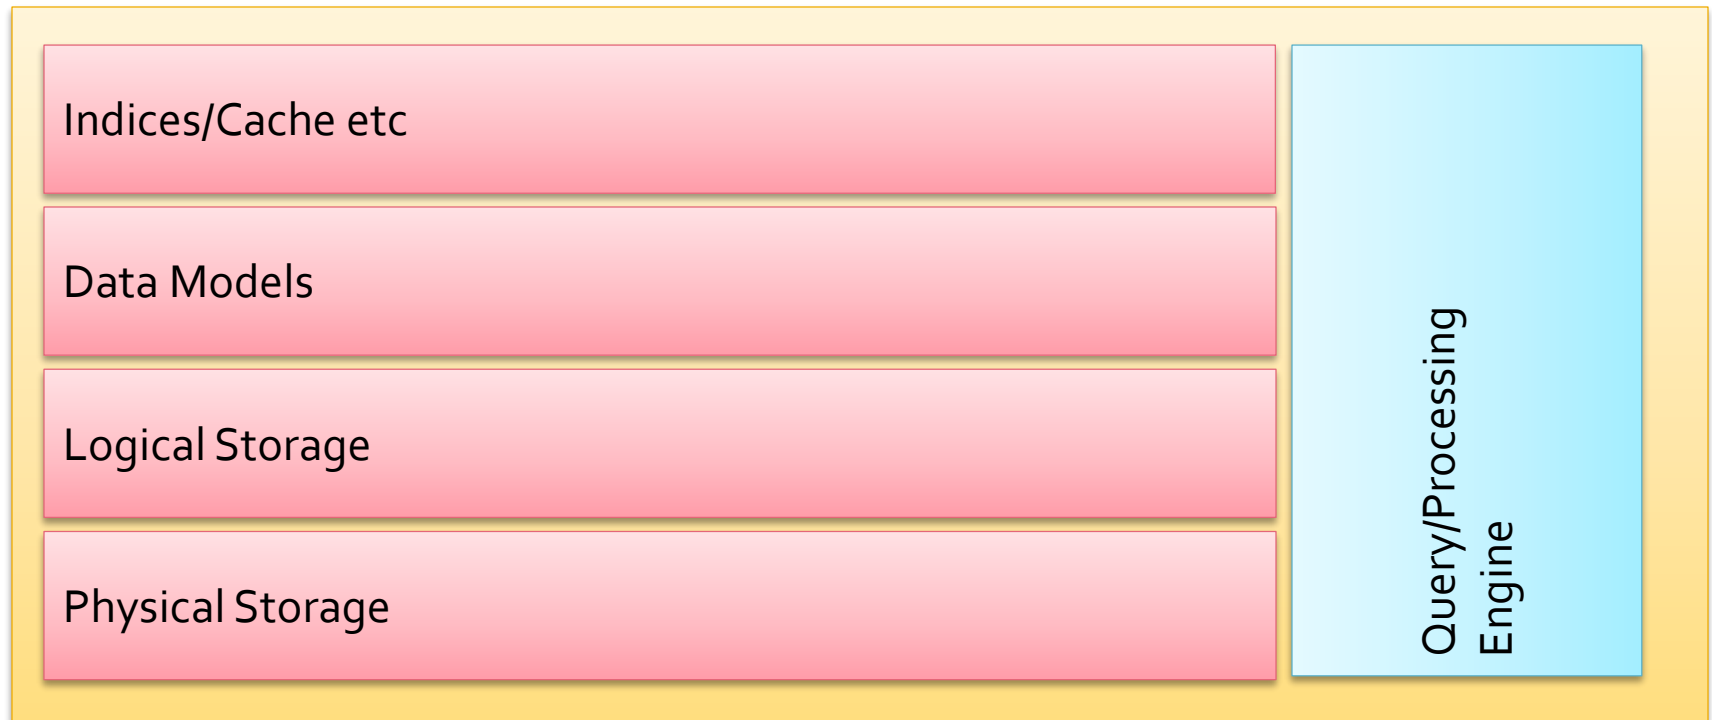 Indices/Cache etc
Data Models
Logical Storage
Physical Storage
Query/Processing
Engine